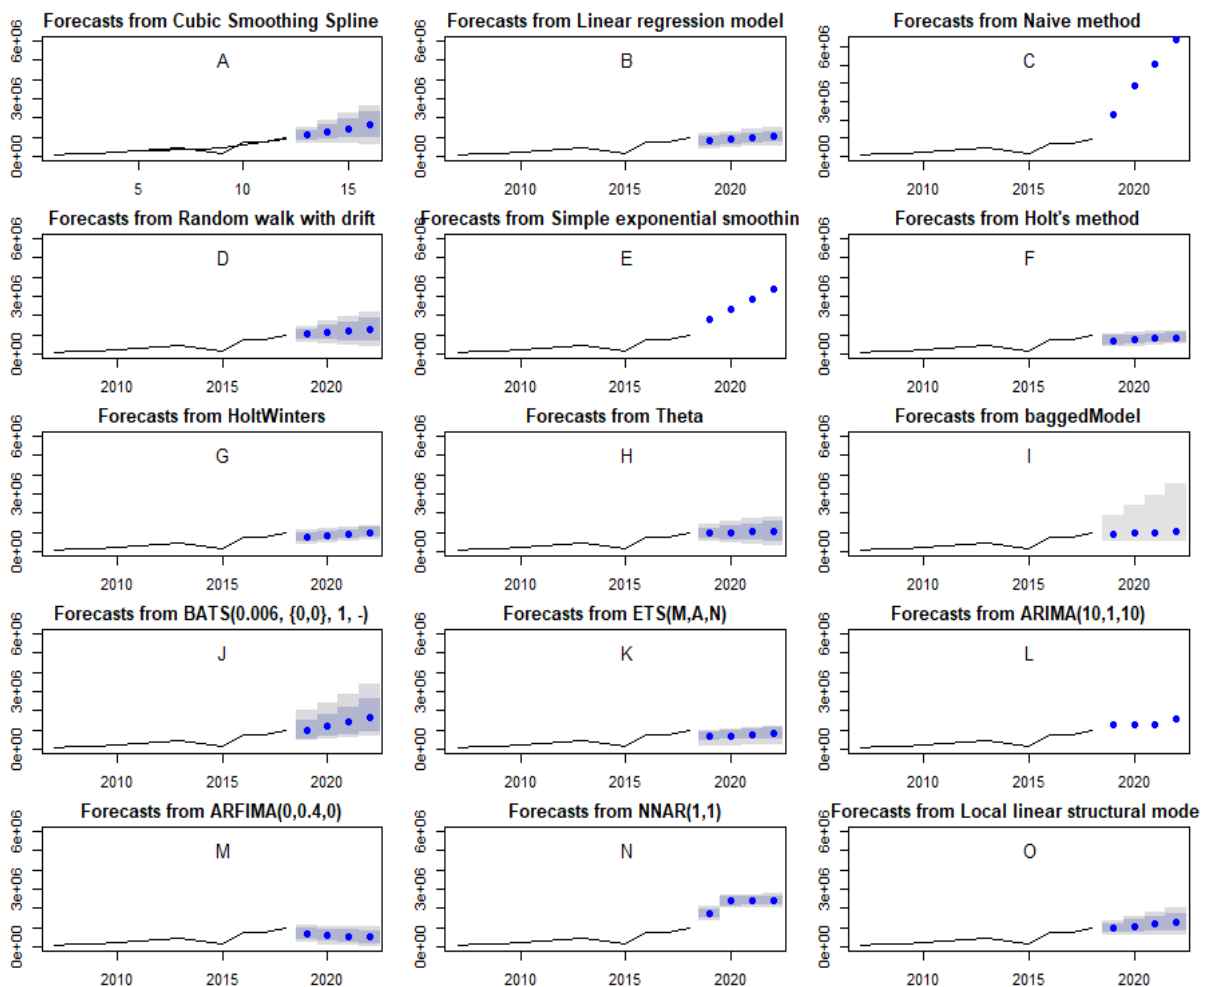 Forecasts from Cubic Smoothing Spline
A
0e+00 3e+06 6e+06
5 10 15
Forecasts from Linear regression model
B
0e+00 3e+06 6e+06
2010 2015 2020
Forecasts from Naive method
C
0e+00 3e+06 6e+06
2010 2015 2020
Forecasts from Random walk with drift
D
0e+00 3e+06 6e+06
2010 2015 2020
Forecasts from Simple exponential smoothin
E
0e+00 3e+06 6e+06
2010 2015 2020
Forecasts from Holt's method
F
0e+00 3e+06 6e+06
2010 2015 2020
Forecasts from HoltWinters
G
0e+00 3e+06 6e+06
2010 2015 2020
Forecasts from Theta
H
0e+00 3e+06 6e+06
2010 2015 2020
Forecasts from baggedModel
I
0e+00 3e+06 6e+06
2010 2015 2020
Forecasts from BATS(0.006, {0,0}, 1, -)
J
0e+00 3e+06 6e+06
2010 2015 2020
Forecasts from ETS(M,A,N)
K
0e+00 3e+06 6e+06
2010 2015 2020
Forecasts from ARIMA(10,1,10)
L
0e+00 3e+06 6e+06
2010 2015 2020
Forecasts from ARFIMA(0,0.4,0)
M
0e+00 3e+06 6e+06
2010 2015 2020
Forecasts from NNAR(1,1)
N
0e+00 3e+06 6e+06
2010 2015 2020
Forecasts from Local linear structural mode
O
0e+00 3e+06 6e+06
2010 2015 2020